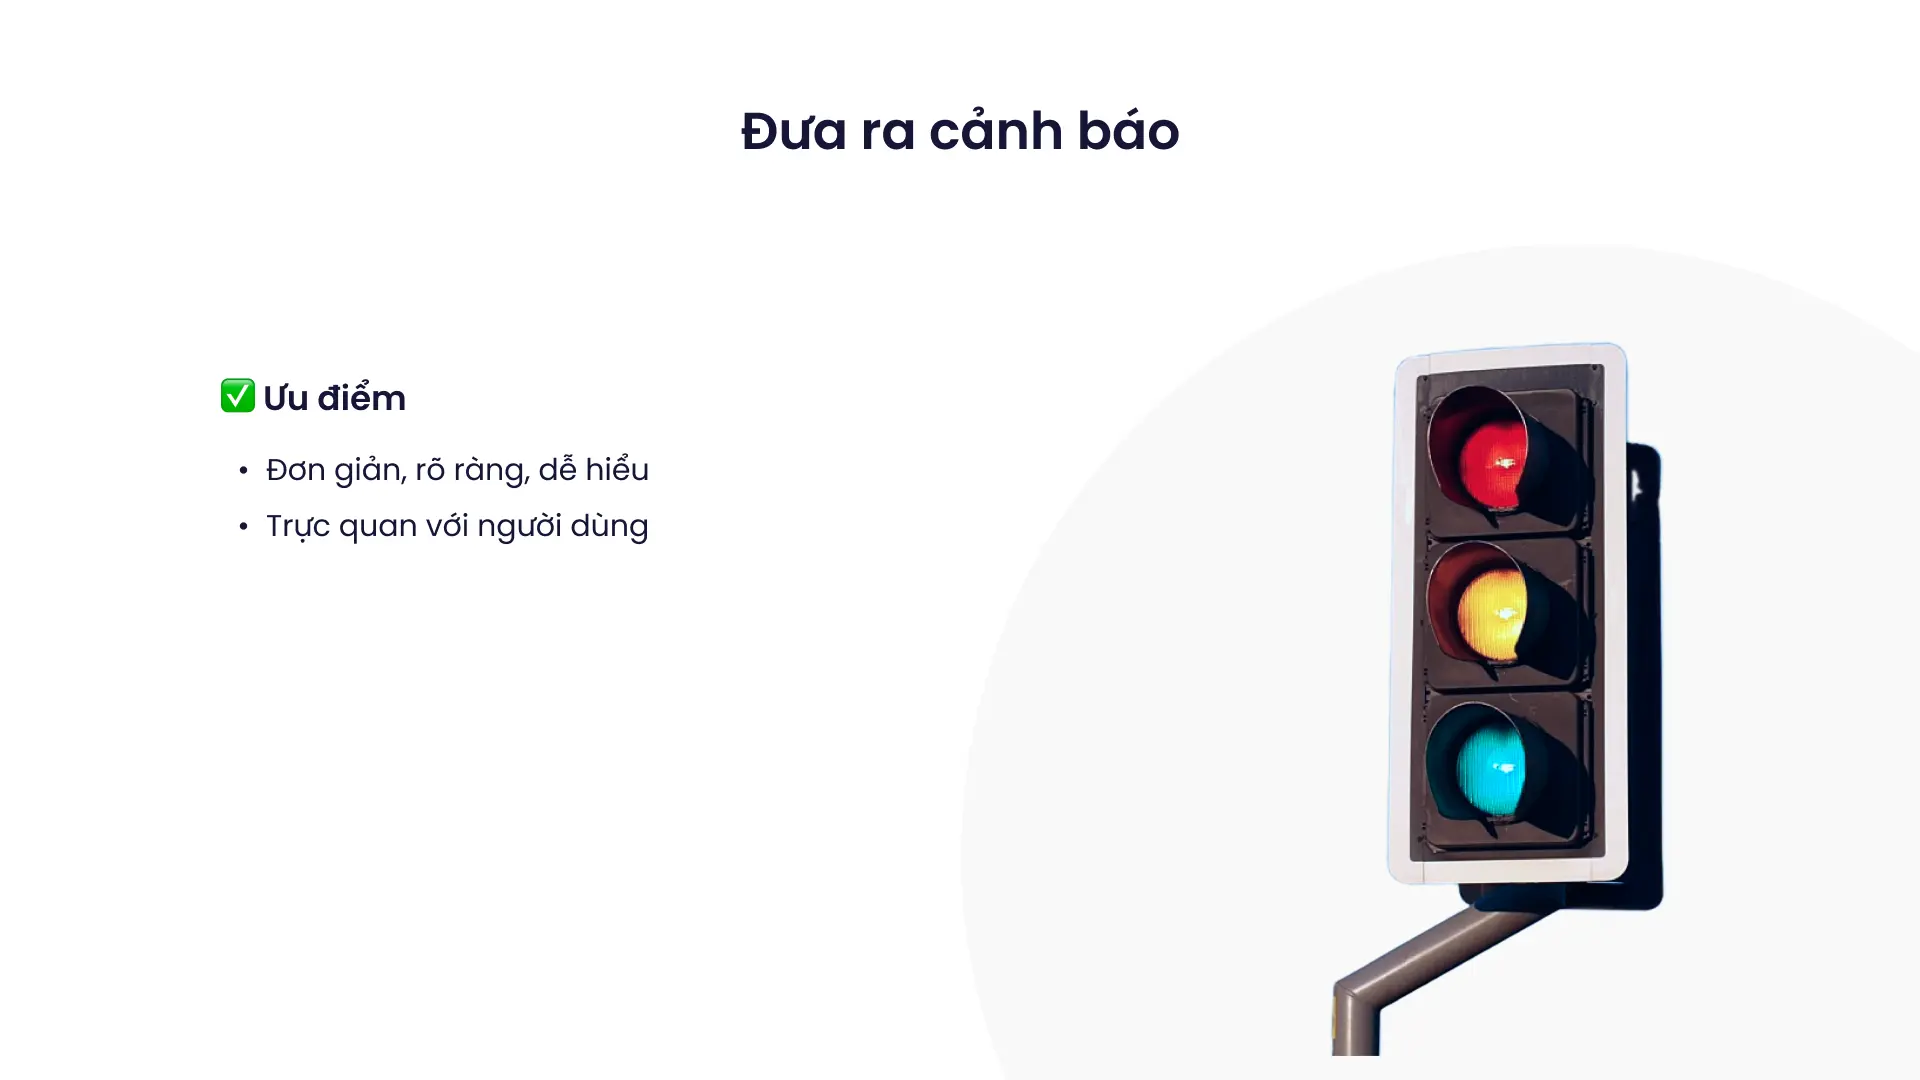 Đưa ra cảnh báo
✅ Ưu điểm
• Đơn giản, rõ ràng, dễ hiểu
• Trực quan với người dùng